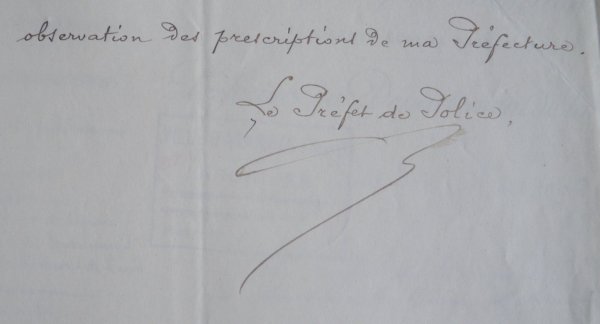 observation des prescriptions de ma Préfecture.
Le Préfet de Police,